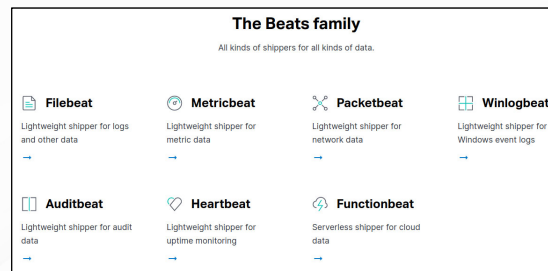 The Beats family
All kinds of shippers for all kinds of data.
Filebeat
Lightweight shipper for logs
and other data
→
Metricbeat
Lightweight shipper for
metric data
→
Packetbeat
Lightweight shipper for
network data
→
Winlogbeat
Lightweight shipper for
Windows event logs
→
Auditbeat
Lightweight shipper for audit
data
→
Heartbeat
Lightweight shipper for
uptime monitoring
→
Functionbeat
Serverless shipper for cloud
data
→